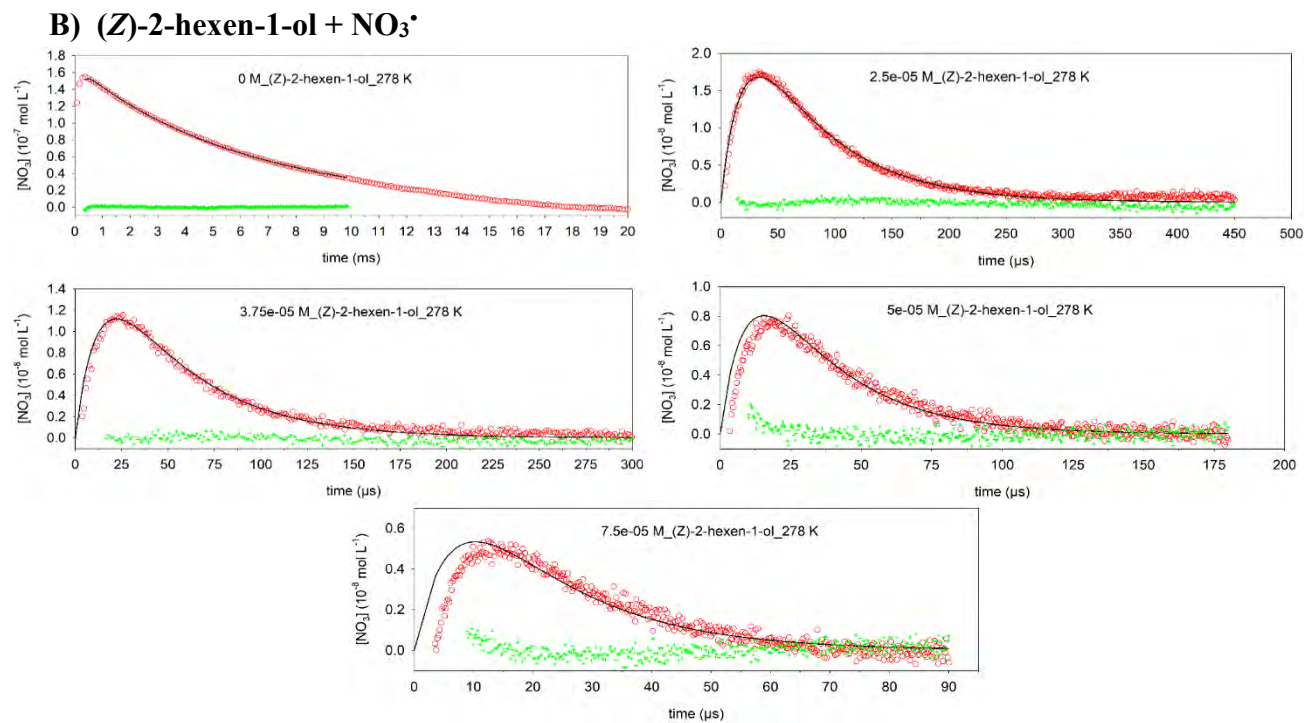 B) (Z)-2-hexen-1-ol + NO₃•
0 M_(Z)-2-hexen-1-ol_278 K
[NO₃] (10⁻⁷ mol L⁻¹)
1.8
1.6
1.4
1.2
1.0
0.8
0.6
0.4
0.2
0.0
0 1 2 3 4 5 6 7 8 9 10 11 12 13 14 15 16 17 18 19 20
time (ms)
2.5e-05 M_(Z)-2-hexen-1-ol_278 K
[NO₃] (10⁻⁸ mol L⁻¹)
2.0
1.5
1.0
0.5
0.0
0 50 100 150 200 250 300 350 400 450 500
time (µs)
3.75e-05 M_(Z)-2-hexen-1-ol_278 K
[NO₃] (10⁻⁸ mol L⁻¹)
1.4
1.2
1.0
0.8
0.6
0.4
0.2
0.0
0 25 50 75 100 125 150 175 200 225 250 275 300
time (µs)
5e-05 M_(Z)-2-hexen-1-ol_278 K
[NO₃] (10⁻⁸ mol L⁻¹)
1.0
0.8
0.6
0.4
0.2
0.0
0 25 50 75 100 125 150 175 200
time (µs)
7.5e-05 M_(Z)-2-hexen-1-ol_278 K
[NO₃] (10⁻⁸ mol L⁻¹)
0.6
0.4
0.2
0.0
0 10 20 30 40 50 60 70 80 90
time (µs)